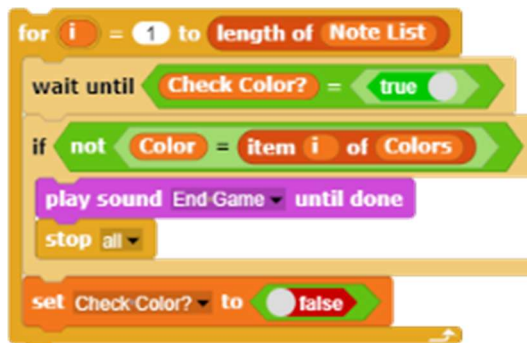 for i = 1 to length of Note List
wait until Check Color? = true
if not Color = item i of Colors
play sound End Game until done
stop all
set Check Color? to false